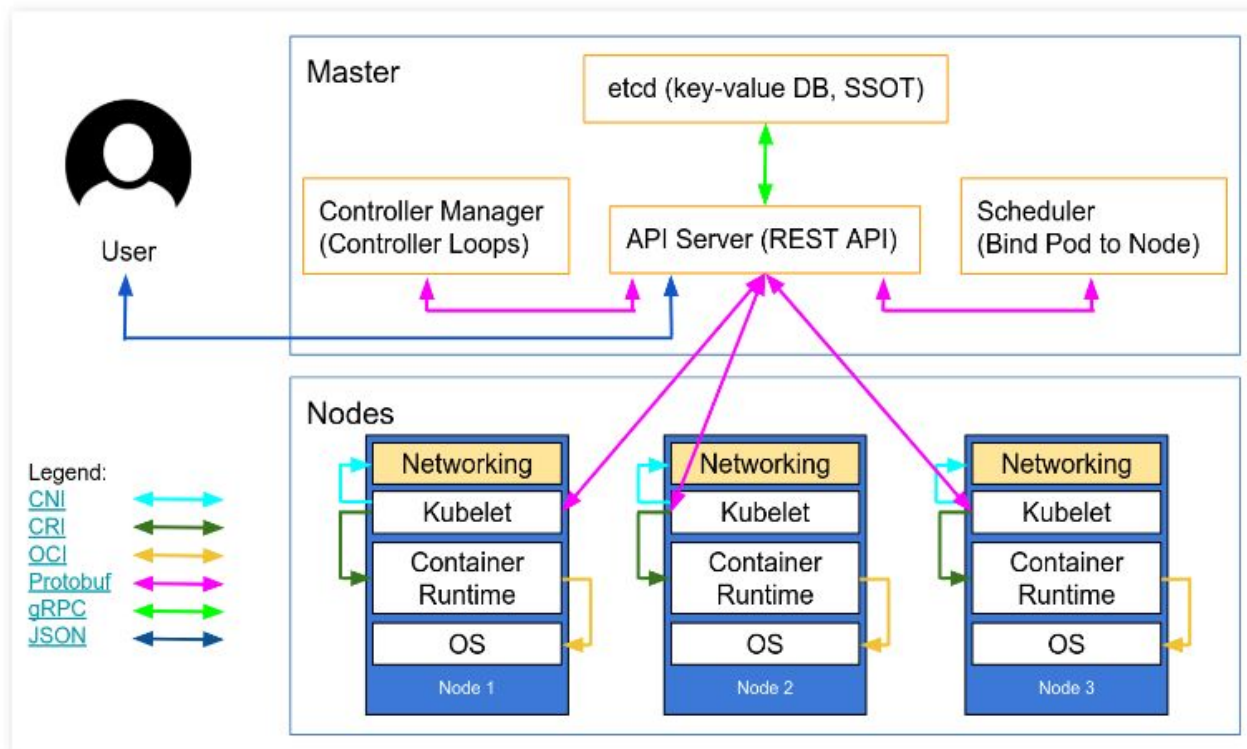 Master
etcd (key-value DB, SSOT)
Controller Manager
(Controller Loops)
API Server (REST API)
Scheduler
(Bind Pod to Node)
User
Nodes
Networking
Kubelet
Container
Runtime
OS
Node 1
Networking
Kubelet
Container
Runtime
OS
Node 2
Networking
Kubelet
Container
Runtime
OS
Node 3
Legend:
CNI
CRI
OCI
Protobuf
gRPC
JSON